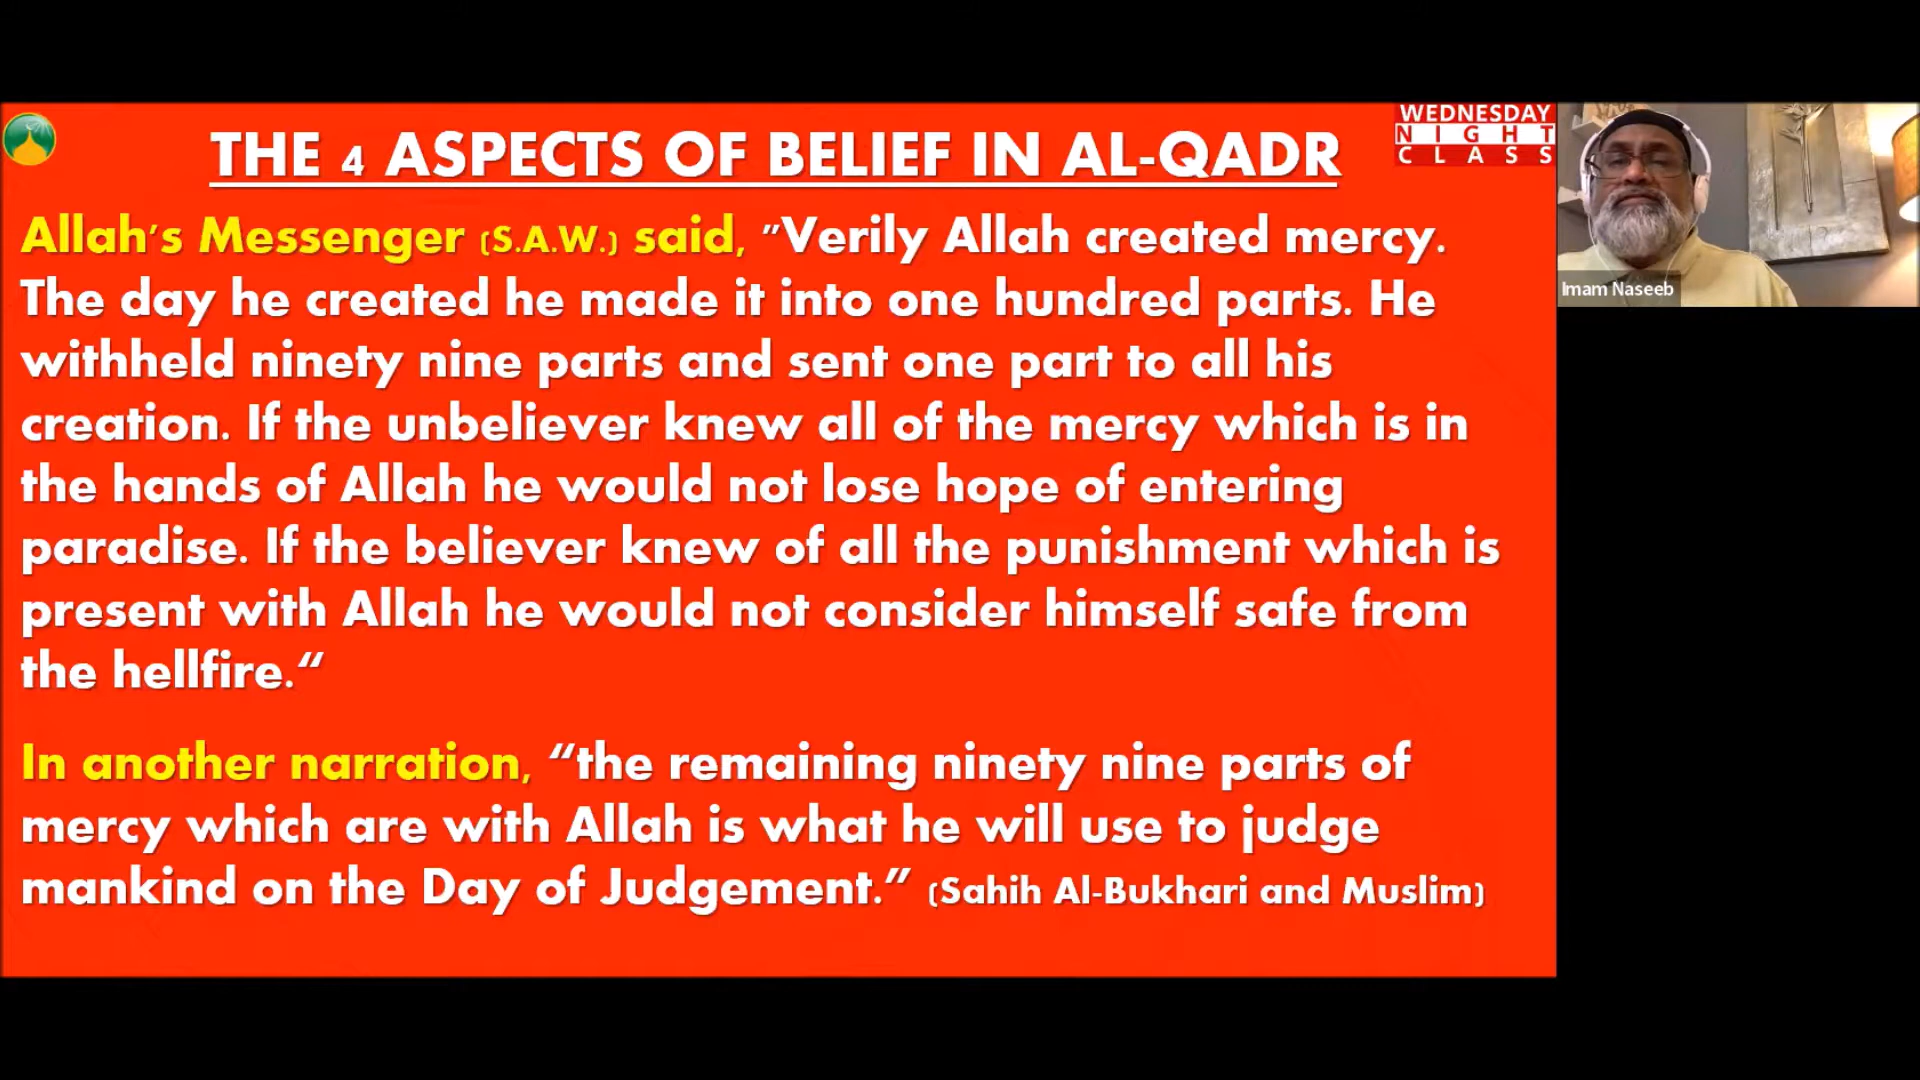 THE 4 ASPECTS OF BELIEF IN AL-QADR
WEDNESDAY
NIGHT
CLASS
Allah's Messenger (S.A.W.) said, "Verily Allah created mercy.
The day he created he made it into one hundred parts. He
withheld ninety nine parts and sent one part to all his
creation. If the unbeliever knew all of the mercy which is in
the hands of Allah he would not lose hope of entering
paradise. If the believer knew of all the punishment which is
present with Allah he would not consider himself safe from
the hellfire.“
In another narration, “the remaining ninety nine parts of
mercy which are with Allah is what he will use to judge
mankind on the Day of Judgement.” (Sahih Al-Bukhari and Muslim)
Imam Naseeb